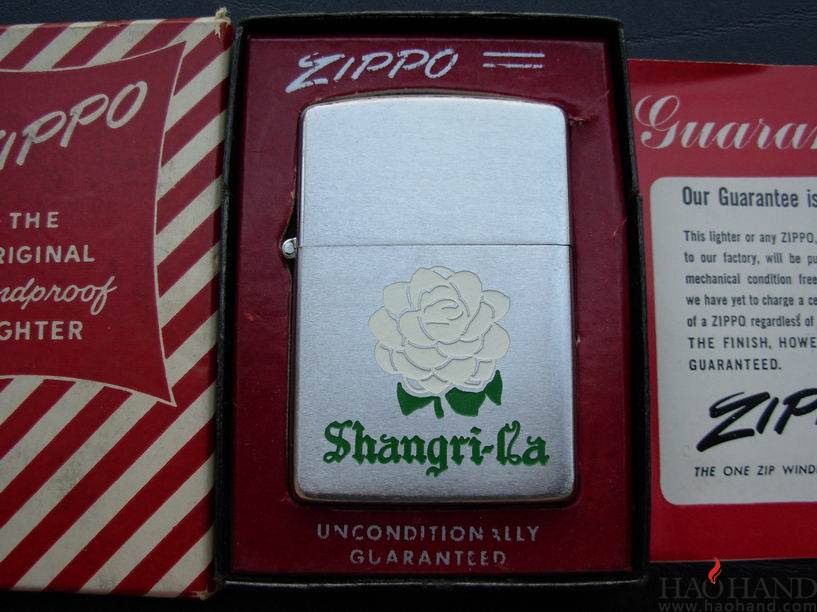 ZIPPO
THE
RIGINAL
ndproof
GHTER
ZIPPO
Shangri-La
UNCONDITIONALLY
GUARANTEED
Guaran
Our Guarantee is
This lighter or any ZIPPO,
to our factory, will be pu
mechanical condition free
we have yet to charge a ce
of a ZIPPO regardless of
THE FINISH, HOWE
GUARANTEED.
ZIP
THE ONE ZIP WIND
HAOHAND
www.haohand.com